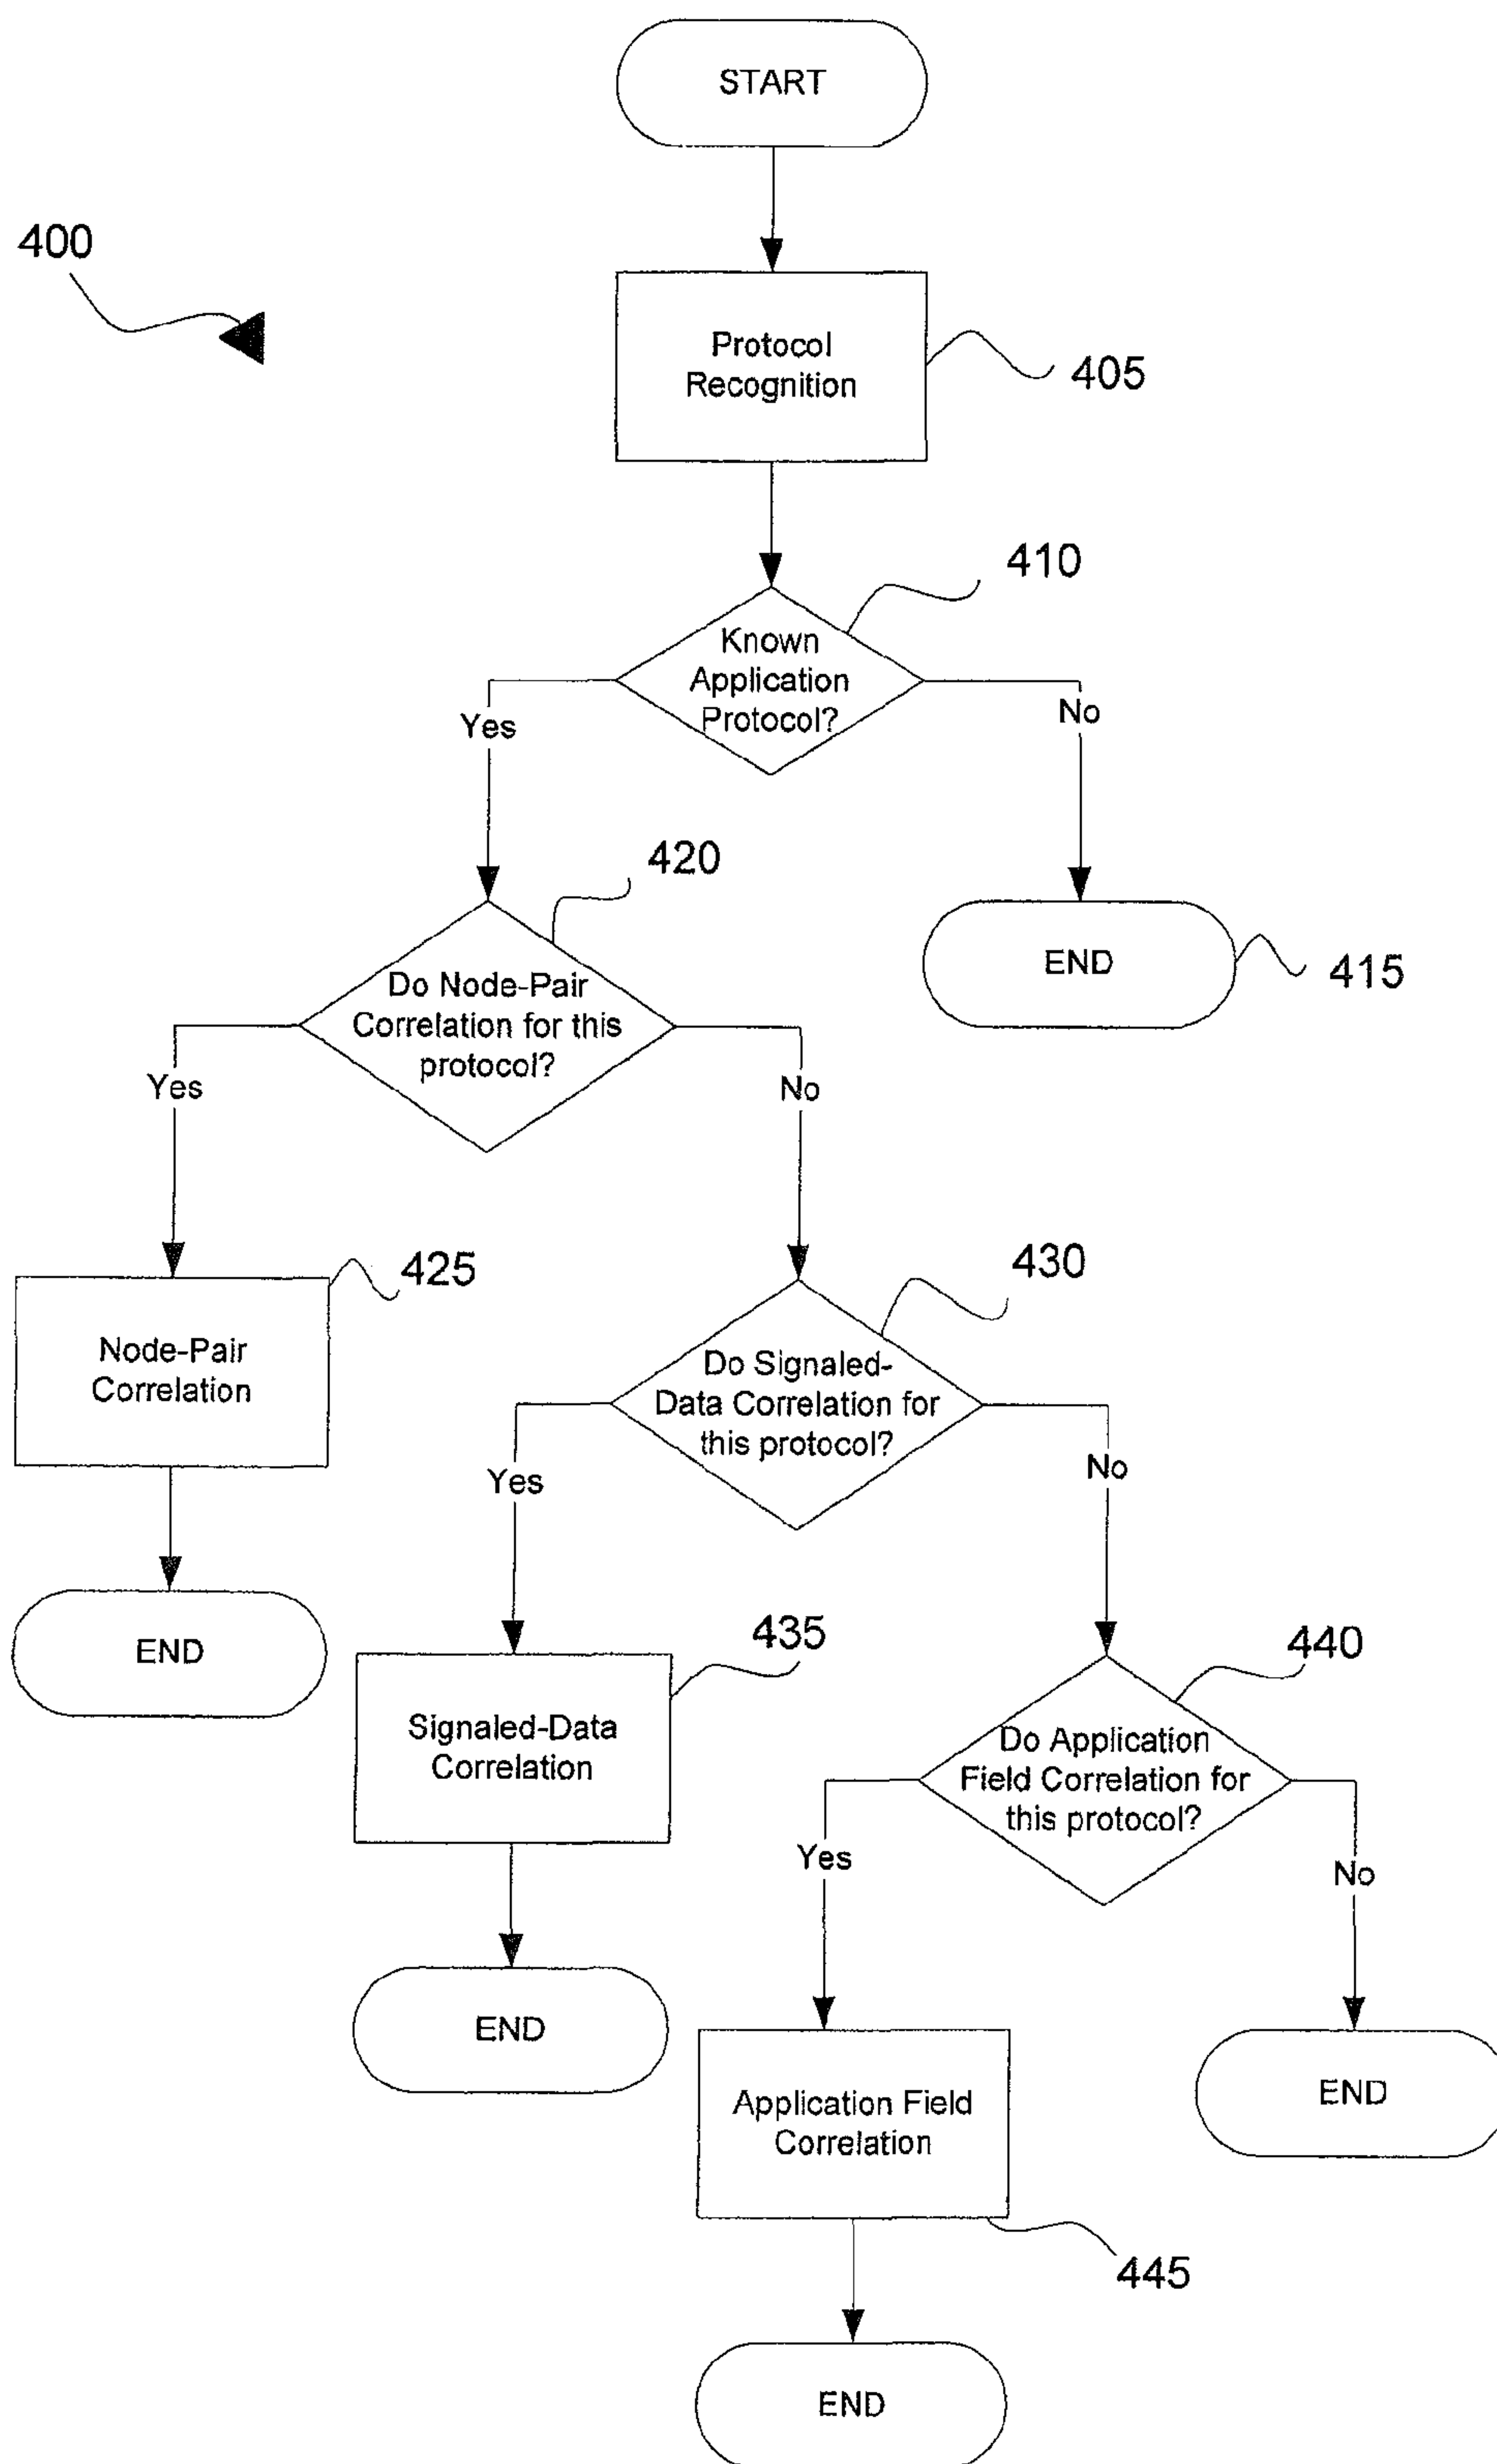 START
400
Protocol
Recognition
405
410
Known
Application
Protocol?
Yes
No
420
END
415
Do Node-Pair
Correlation for this
protocol?
Yes
No
425
430
Node-Pair
Correlation
Do Signaled-
Data Correlation for
this protocol?
Yes
No
END
435
440
Signaled-Data
Correlation
Do Application
Field Correlation for
this protocol?
Yes
No
END
Application Field
Correlation
END
445
END